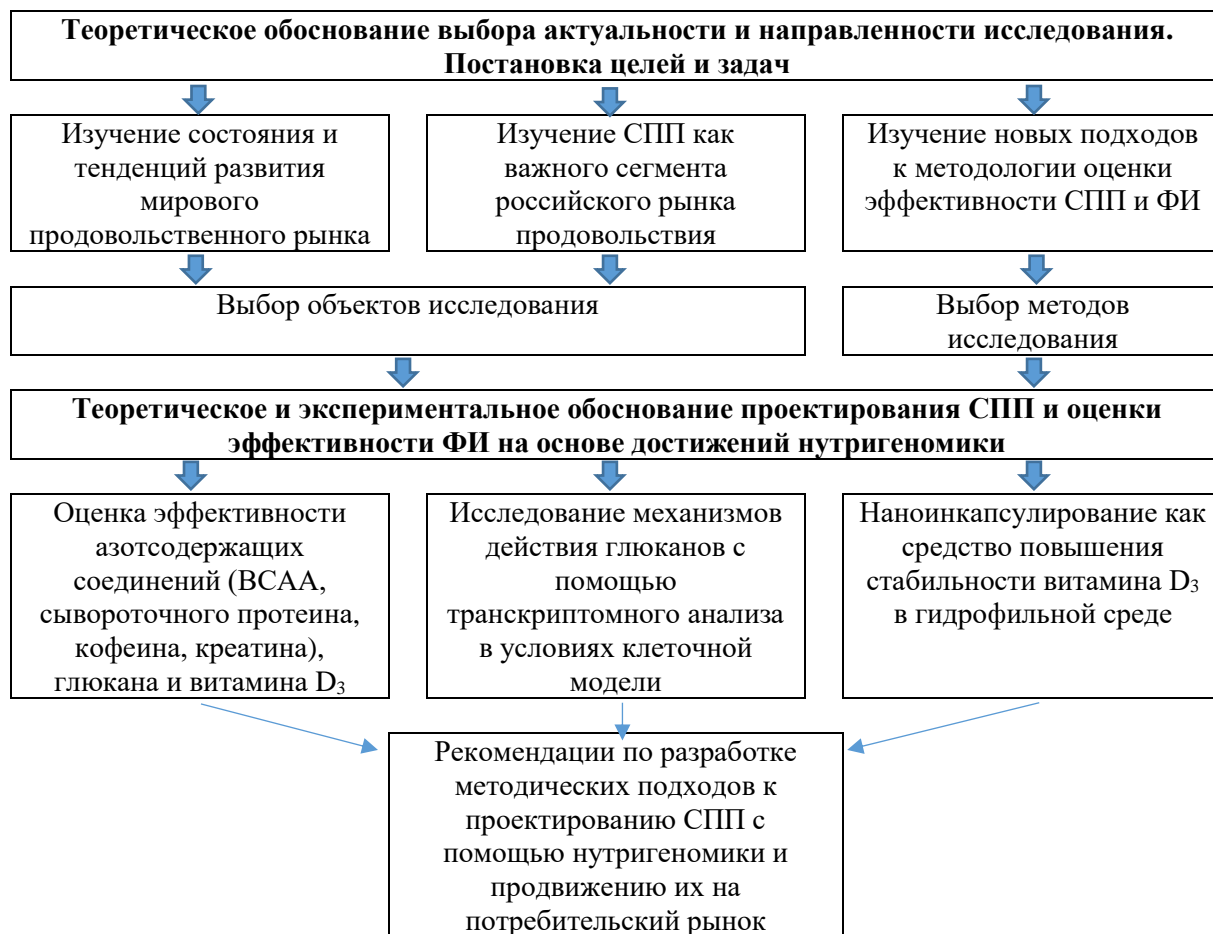 Теоретическое обоснование выбора актуальности и направленности исследования.
Постановка целей и задач
Изучение состояния и
тенденций развития
мирового
продовольственного рынка
Изучение СПП как
важного сегмента
российского рынка
продовольствия
Изучение новых подходов
к методологии оценки
эффективности СПП и ФИ
Выбор объектов исследования
Выбор методов
исследования
Теоретическое и экспериментальное обоснование проектирования СПП и оценки
эффективности ФИ на основе достижений нутригеномики
Оценка эффективности
азотсодержащих
соединений (ВСАА,
сывороточного протеина,
кофеина, креатина),
глюкана и витамина D₃
Исследование механизмов
действия глюканов с
помощью
транскриптомного анализа
в условиях клеточной
модели
Наноинкапсулирование как
средство повышения
стабильности витамина D₃
в гидрофильной среде
Рекомендации по разработке
методических подходов к
проектированию СПП с
помощью нутригеномики и
продвижению их на
потребительский рынок